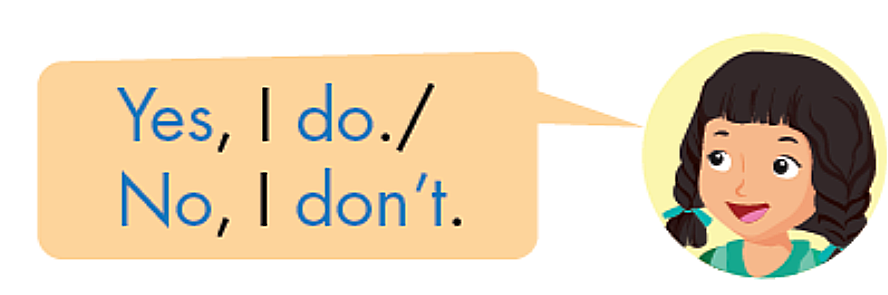 Yes, I do./
No, I don't.